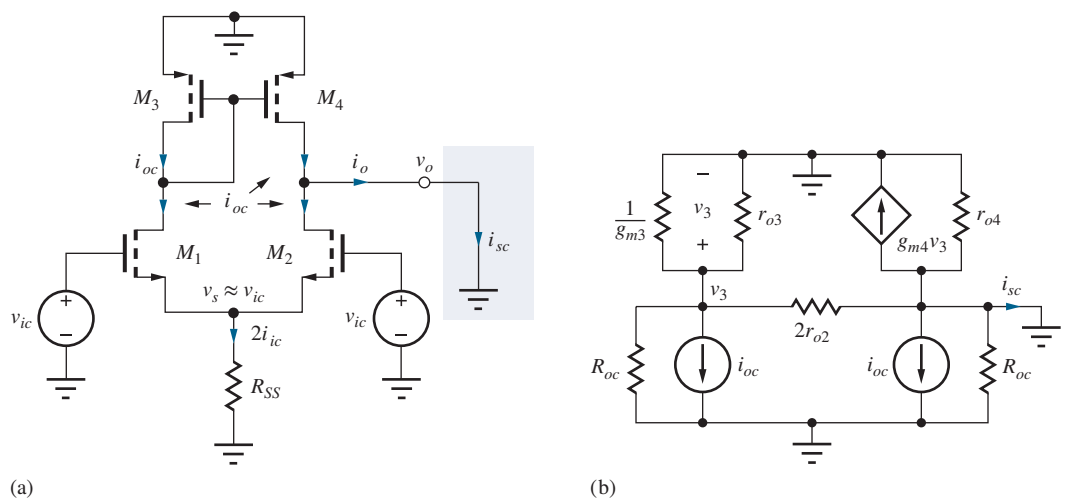 M3
M4
ioc
io
vo
ioc
isc
M1
M2
vs ≈ vic
vic
+
−
vic
+
−
2iic
RSS
(a)
1
gm3
−
v3
+
ro3
gm4v3
ro4
v3
isc
2ro2
Roc
ioc
ioc
Roc
(b)